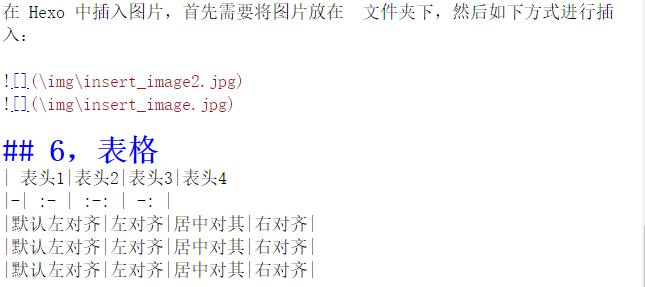 在 Hexo 中插入图片，首先需要将图片放在  文件夹下，然后如下方式进行插
入：
![](\img\insert_image2.jpg)
![](\img\insert_image.jpg)
## 6，表格
| 表头1|表头2|表头3|表头4
|-| :- | :-: | -: |
|默认左对齐|左对齐|居中对其|右对齐|
|默认左对齐|左对齐|居中对其|右对齐|
|默认左对齐|左对齐|居中对其|右对齐|